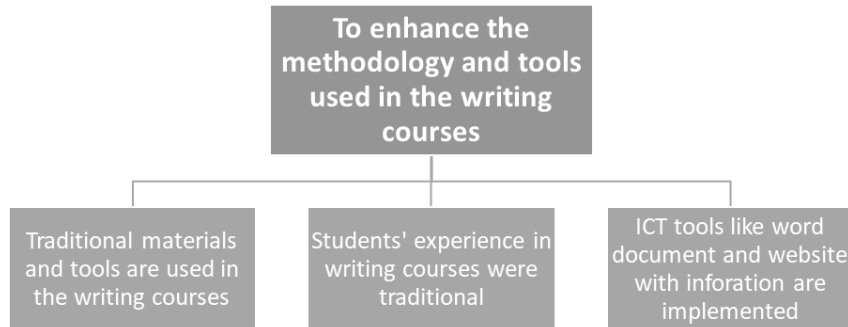 To enhance the
methodology and tools
used in the writing
courses
Traditional materials
and tools are used in
the writing courses
Students' experience in
writing courses were
traditional
ICT tools like word
document and website
with inforation are
implemented